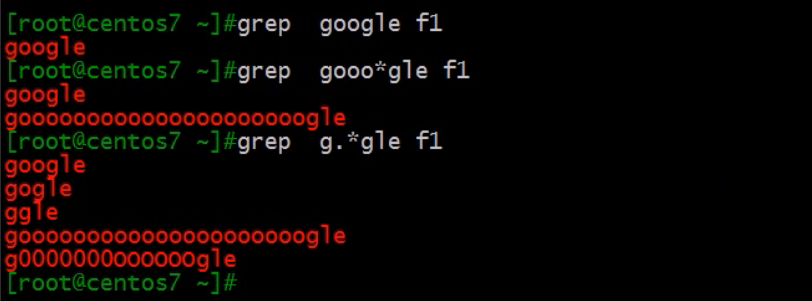 [root@centos7 ~]#grep  google f1
google
[root@centos7 ~]#grep  gooo*gle f1
google
goooooooooooooooooooooogle
[root@centos7 ~]#grep  g.*gle f1
google
gogle
ggle
goooooooooooooooooooooogle
gOOOOOOOooooooogle
[root@centos7 ~]#